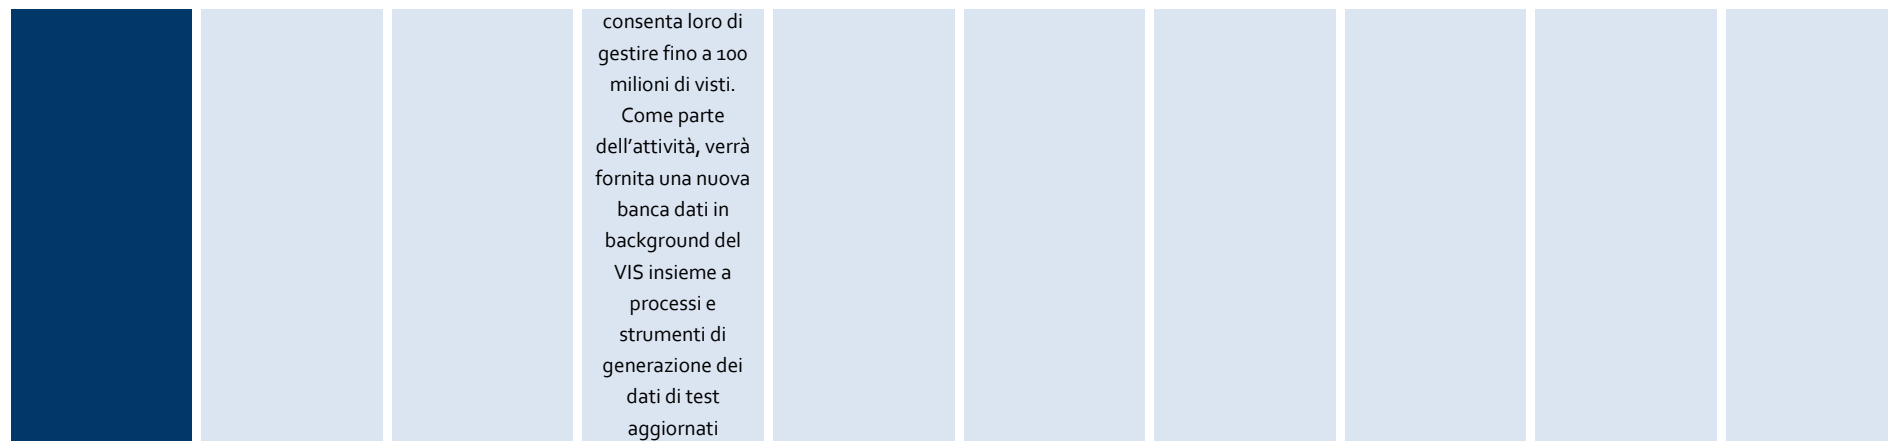 consenta loro di
gestire fino a 100
milioni di visti.
Come parte
dell’attività, verrà
fornita una nuova
banca dati in
background del
VIS insieme a
processi e
strumenti di
generazione dei
dati di test
aggiornati